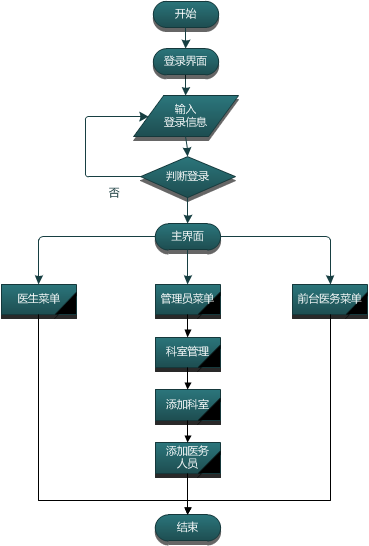 开始
登录界面
输入
登录信息
判断登录
否
主界面
医生菜单
管理员菜单
前台医务菜单
科室管理
添加科室
添加医务
人员
结束